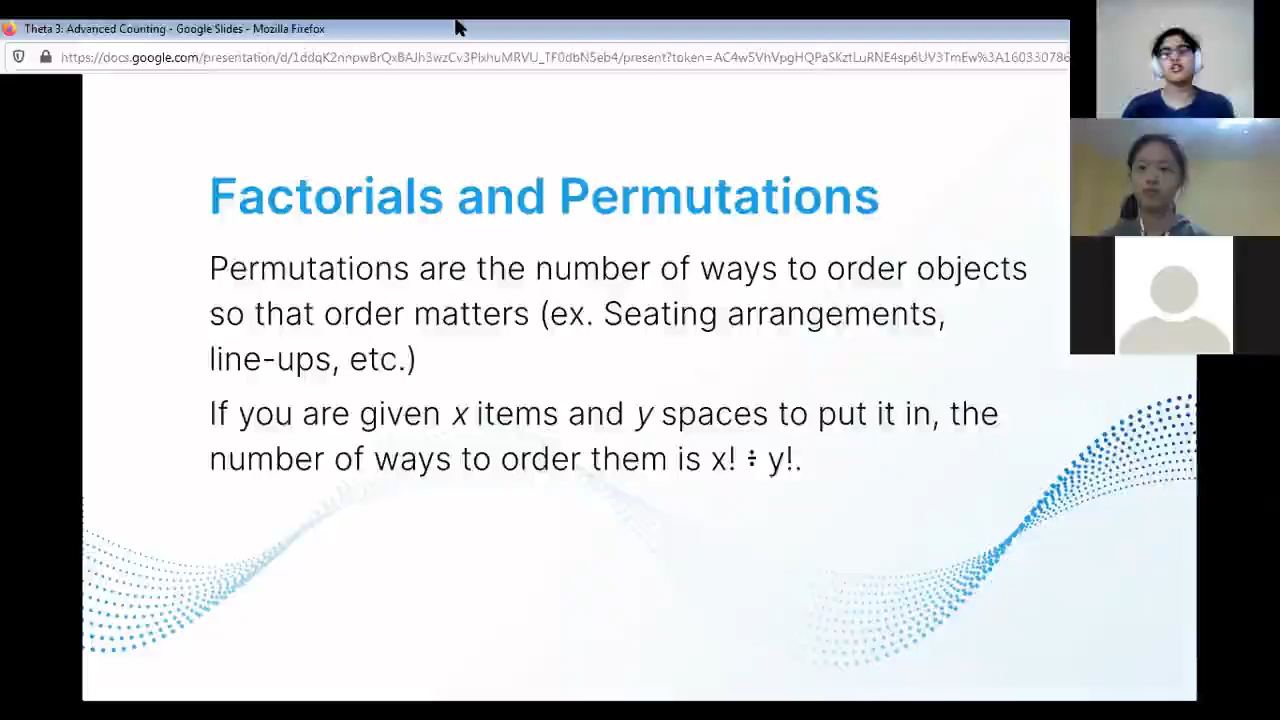 Theta 3: Advanced Counting - Google Slides - Mozilla Firefox
Factorials and Permutations
Permutations are the number of ways to order objects
so that order matters (ex. Seating arrangements,
line-ups, etc.)
If you are given x items and y spaces to put it in, the
number of ways to order them is x! ÷ y!.